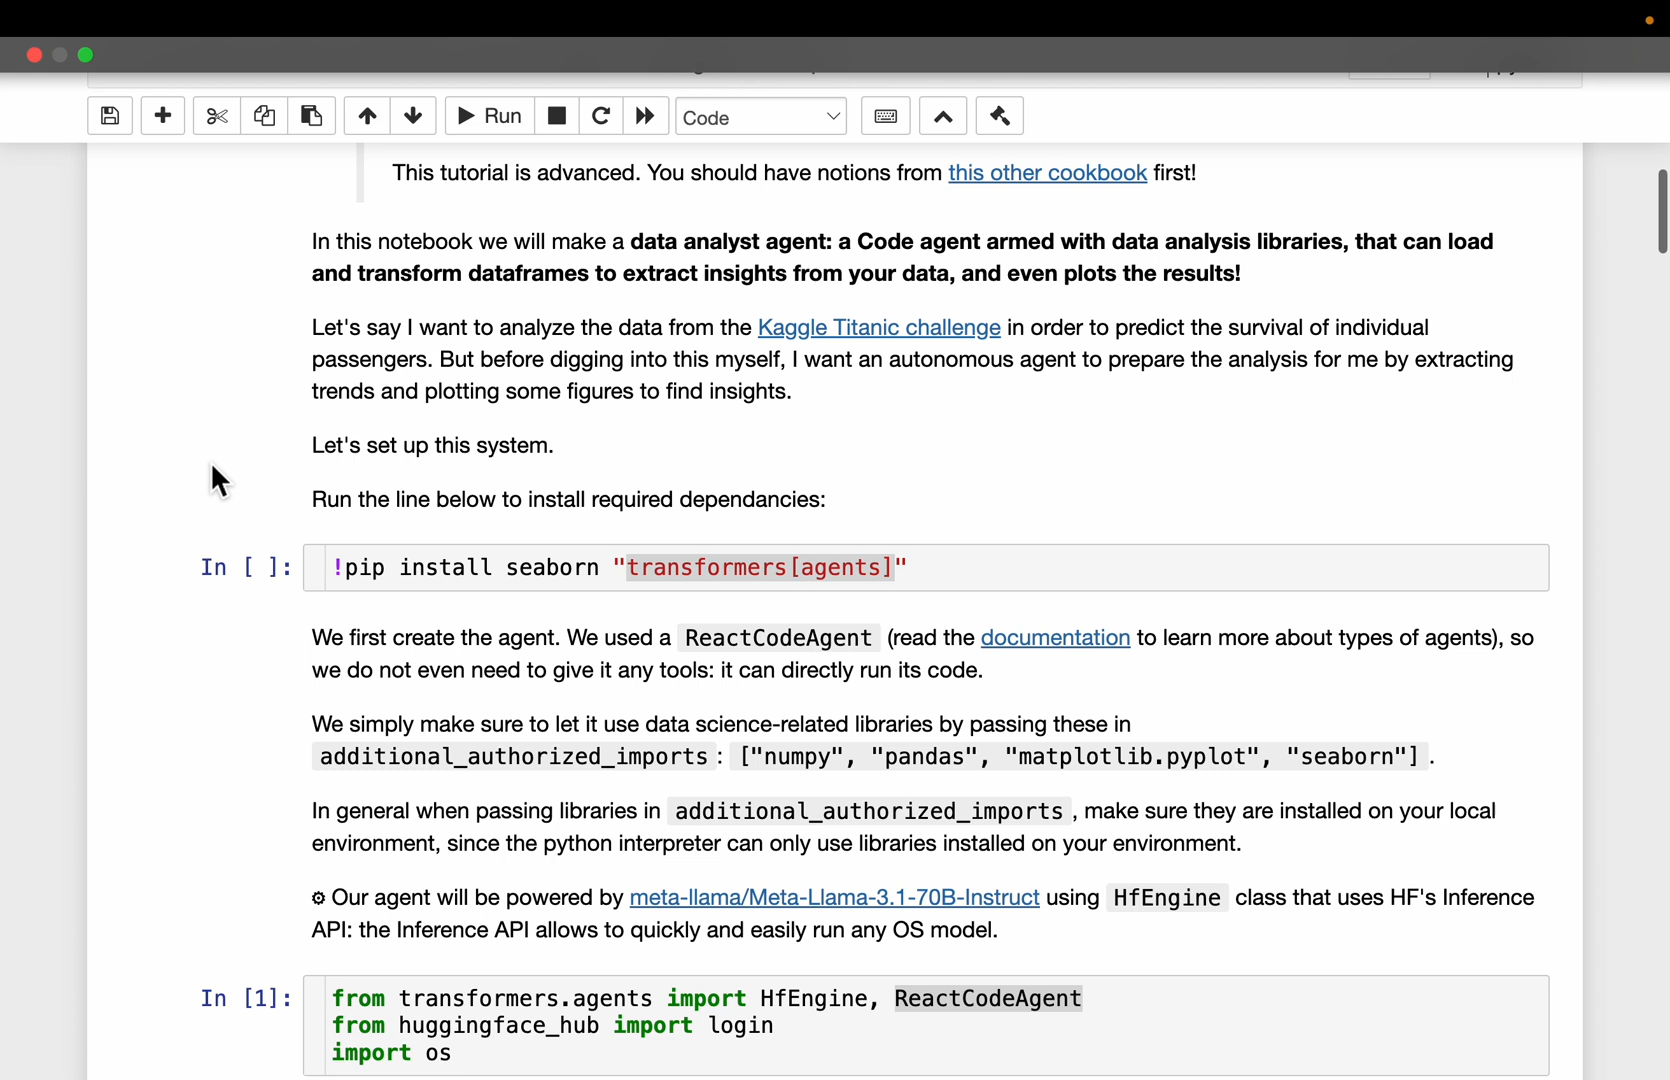 Run
Code
This tutorial is advanced. You should have notions from this other cookbook first!
In this notebook we will make a data analyst agent: a Code agent armed with data analysis libraries, that can load
and transform dataframes to extract insights from your data, and even plots the results!
Let's say I want to analyze the data from the Kaggle Titanic challenge in order to predict the survival of individual
passengers. But before digging into this myself, I want an autonomous agent to prepare the analysis for me by extracting
trends and plotting some figures to find insights.
Let's set up this system.
Run the line below to install required dependancies:
In [ ]: !pip install seaborn "transformers[agents]"
We first create the agent. We used a ReactCodeAgent (read the documentation to learn more about types of agents), so
we do not even need to give it any tools: it can directly run its code.
We simply make sure to let it use data science-related libraries by passing these in
additional_authorized_imports : ["numpy", "pandas", "matplotlib.pyplot", "seaborn"] .
In general when passing libraries in additional_authorized_imports , make sure they are installed on your local
environment, since the python interpreter can only use libraries installed on your environment.
⚙ Our agent will be powered by meta-llama/Meta-Llama-3.1-70B-Instruct using HfEngine class that uses HF's Inference
API: the Inference API allows to quickly and easily run any OS model.
In [1]: from transformers.agents import HfEngine, ReactCodeAgent
from huggingface_hub import login
import os